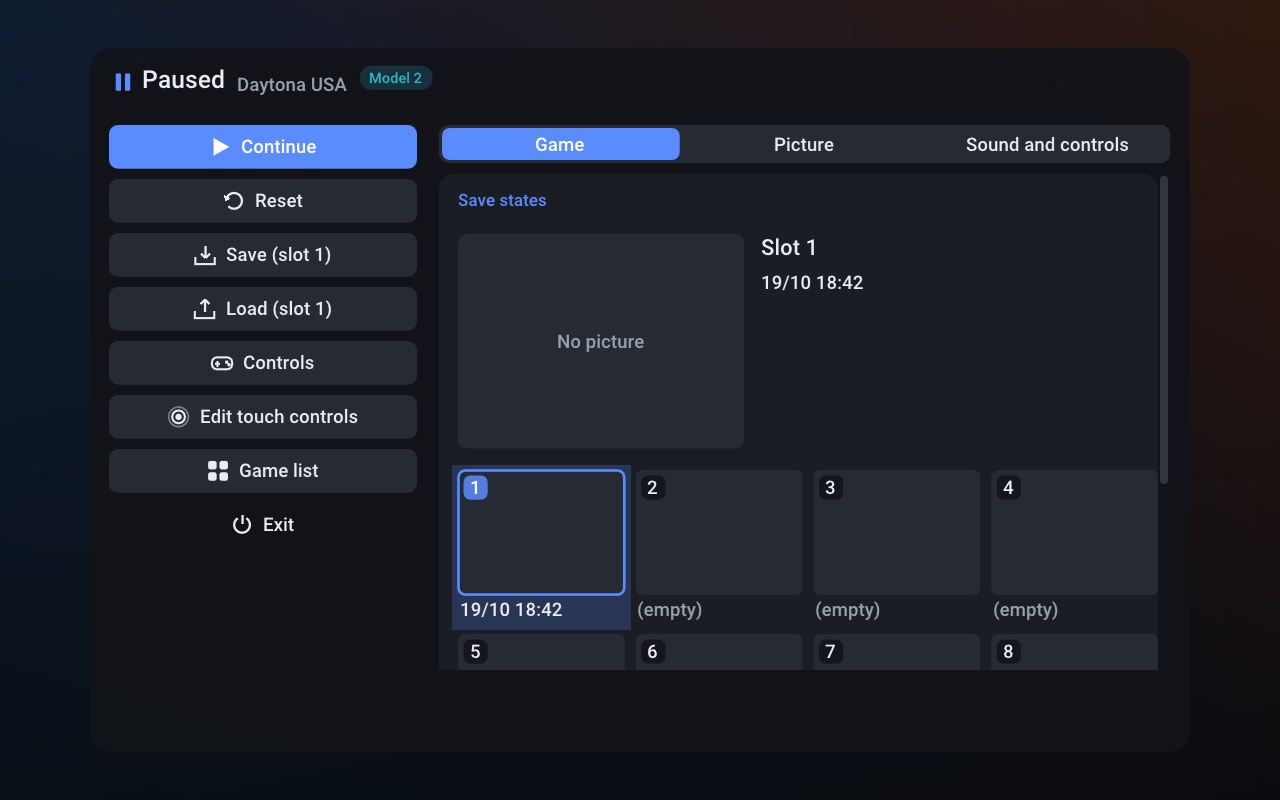 Paused Daytona USA Model 2
Continue
Reset
Save (slot 1)
Load (slot 1)
Controls
Edit touch controls
Game list
Exit
Game Picture Sound and controls
Save states
No picture
Slot 1
19/10 18:42
1 2 3 4
19/10 18:42 (empty) (empty) (empty)
5 6 7 8